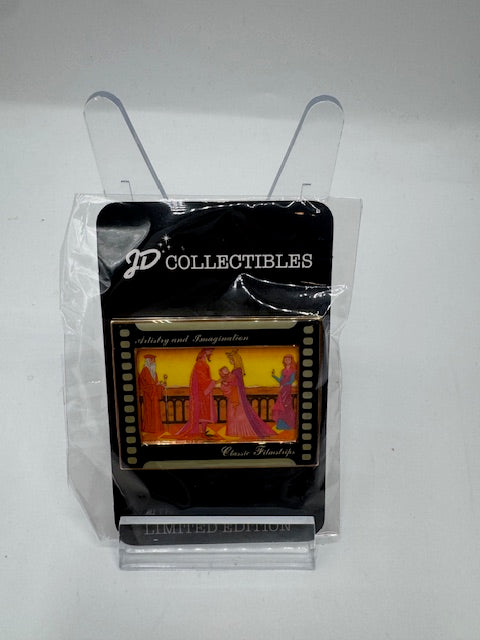 JD COLLECTIBLES
Artistry and Imagination
Classic Filmstrips
LIMITED EDITION